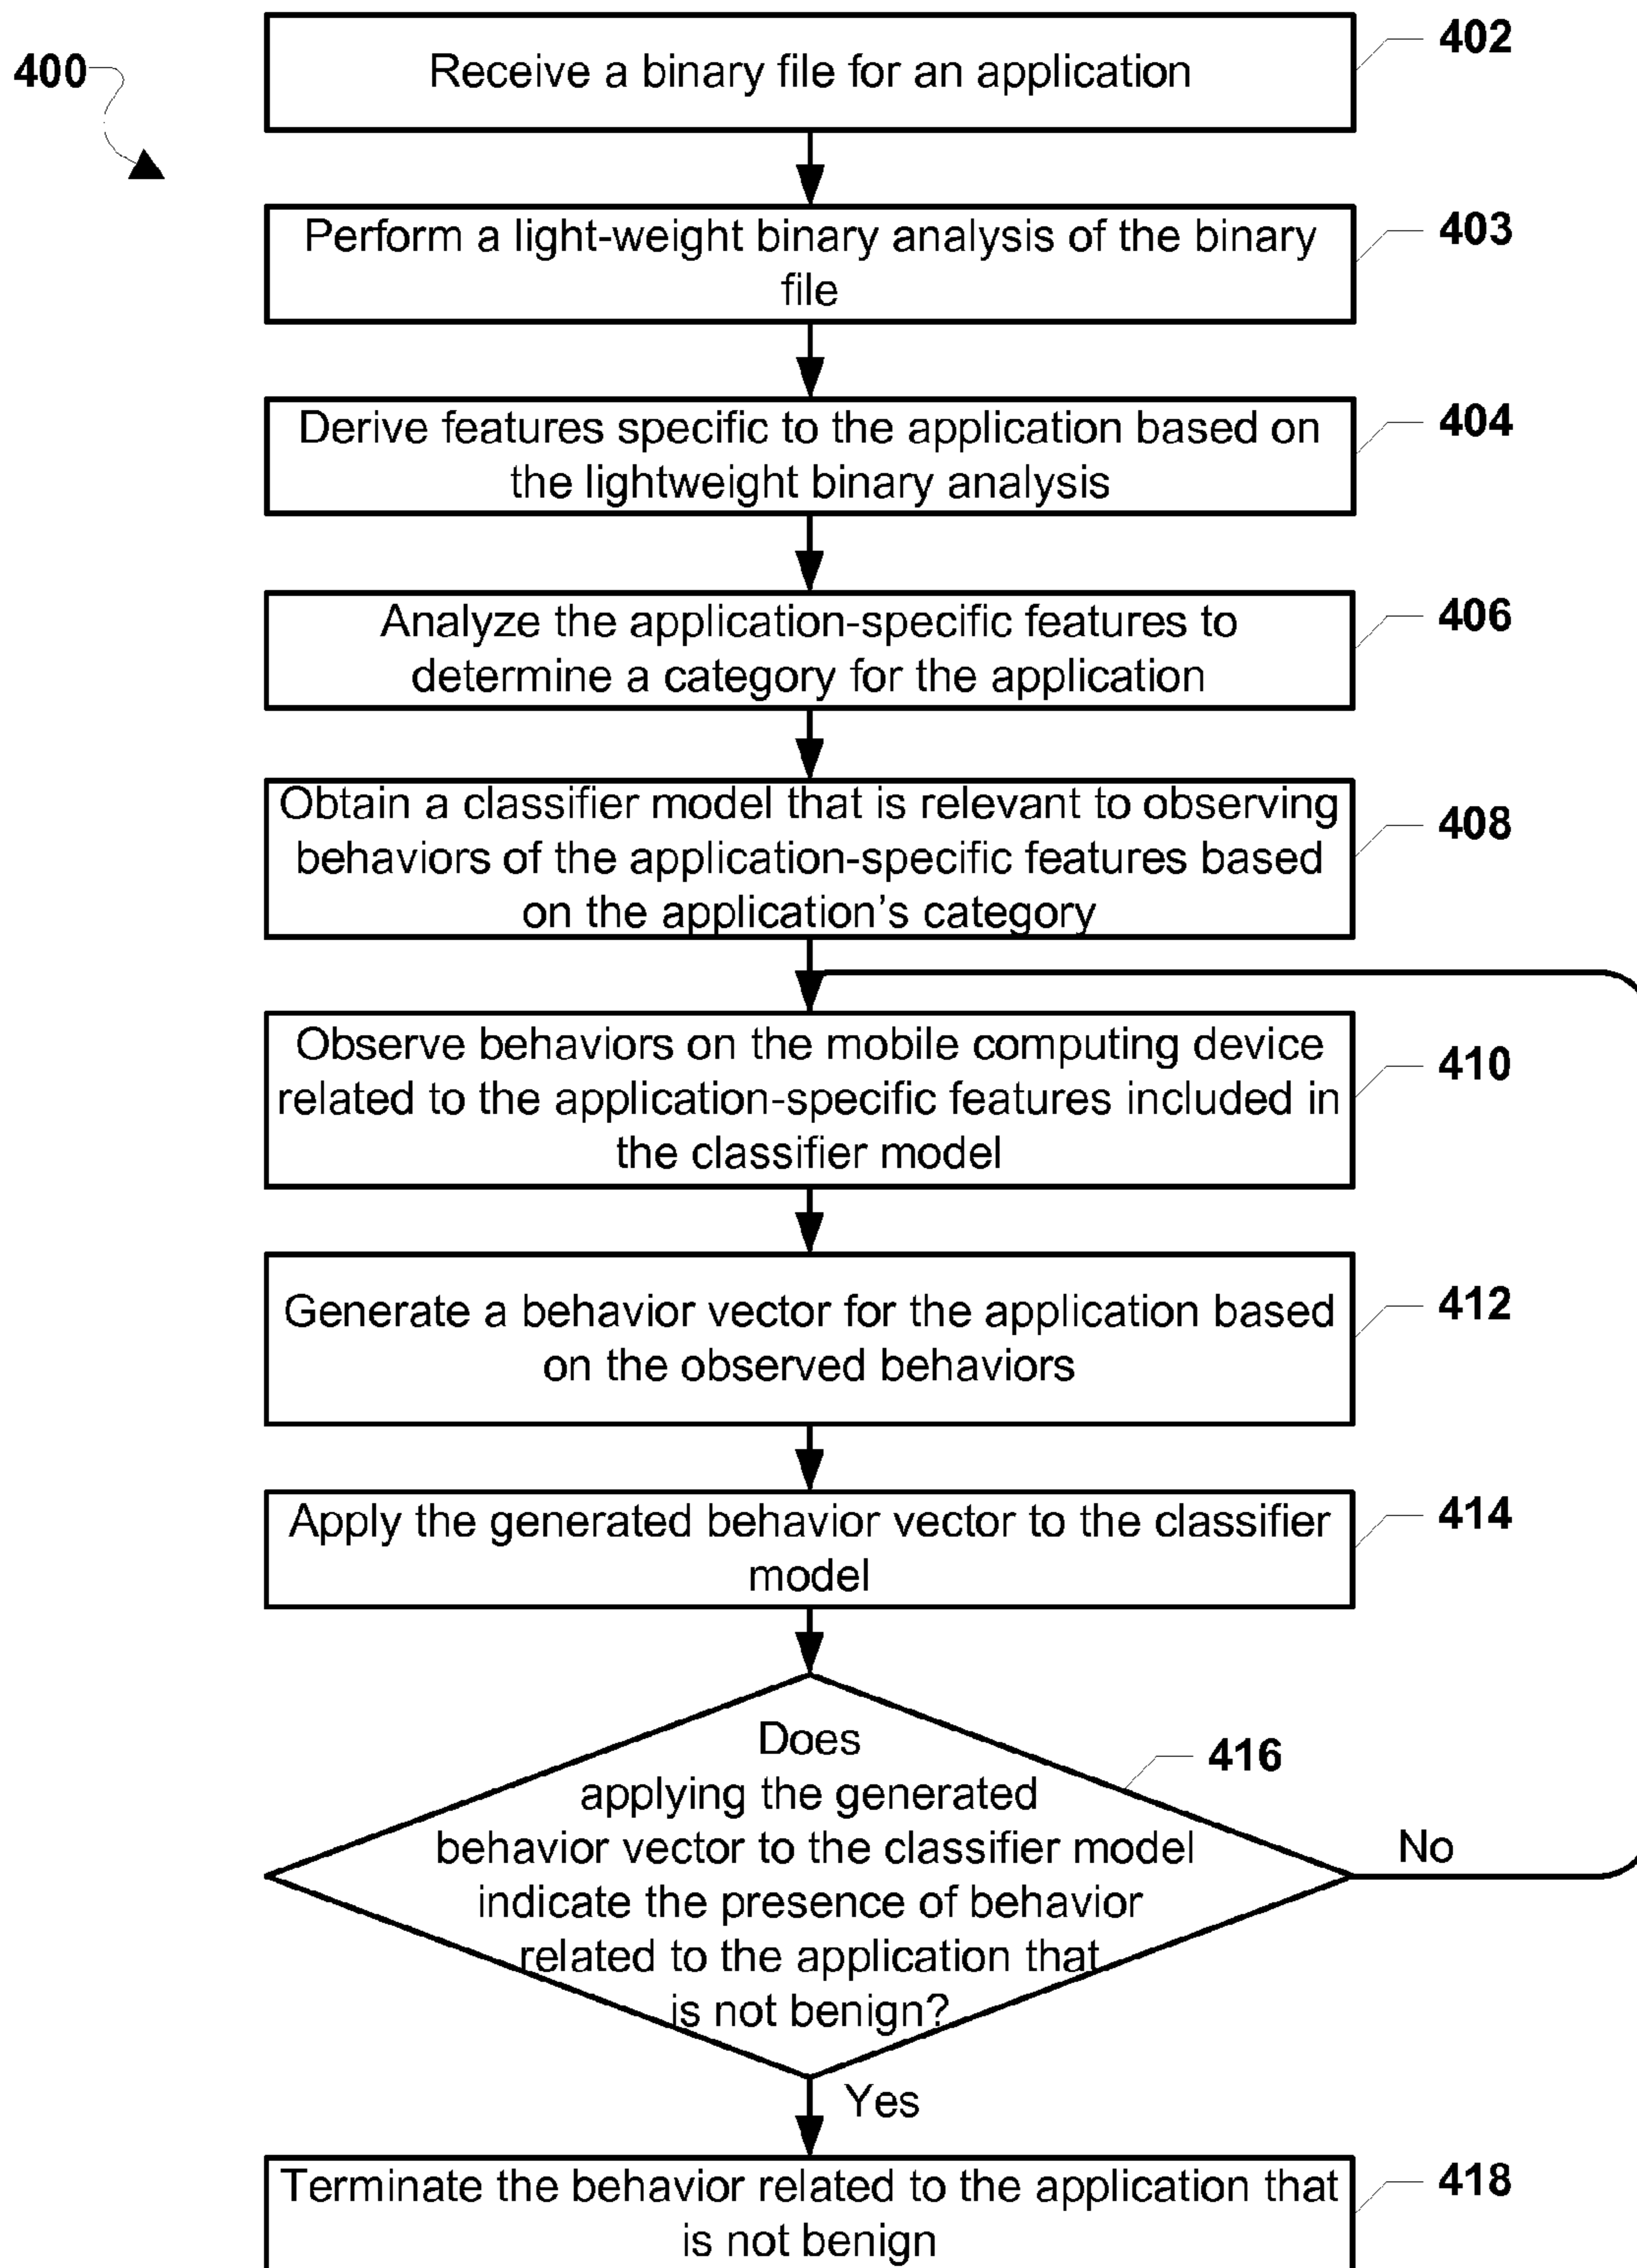 400
Receive a binary file for an application
402
Perform a light-weight binary analysis of the binary
file
403
Derive features specific to the application based on
the lightweight binary analysis
404
Analyze the application-specific features to
determine a category for the application
406
Obtain a classifier model that is relevant to observing
behaviors of the application-specific features based
on the application's category
408
Observe behaviors on the mobile computing device
related to the application-specific features included in
the classifier model
410
Generate a behavior vector for the application based
on the observed behaviors
412
Apply the generated behavior vector to the classifier
model
414
Does
applying the generated
behavior vector to the classifier model
indicate the presence of behavior
related to the application that
is not benign?
416
No
Yes
Terminate the behavior related to the application that
is not benign
418